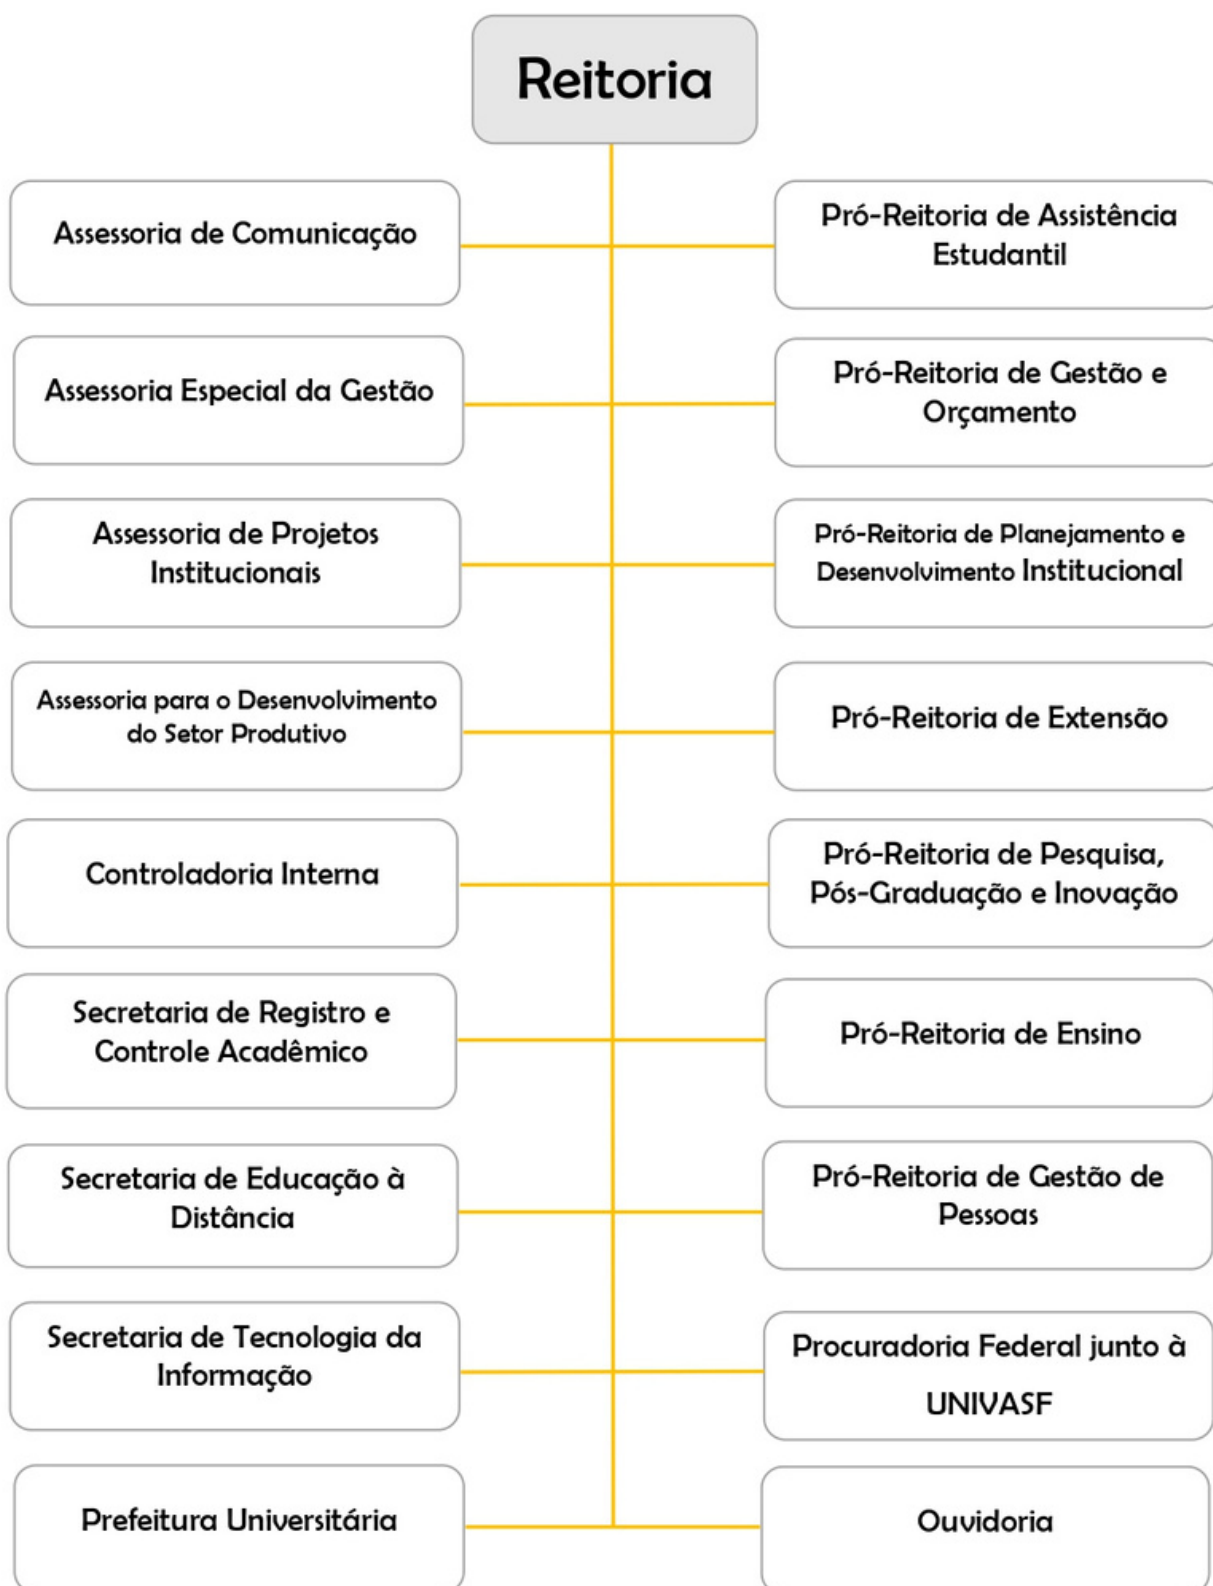 Reitoria
Assessoria de Comunicação
Pró-Reitoria de Assistência
Estudantil
Assessoria Especial da Gestão
Pró-Reitoria de Gestão e
Orçamento
Assessoria de Projetos
Institucionais
Pró-Reitoria de Planejamento e
Desenvolvimento Institucional
Assessoria para o Desenvolvimento
do Setor Produtivo
Pró-Reitoria de Extensão
Controladoria Interna
Pró-Reitoria de Pesquisa,
Pós-Graduação e Inovação
Secretaria de Registro e
Controle Acadêmico
Pró-Reitoria de Ensino
Secretaria de Educação à
Distância
Pró-Reitoria de Gestão de
Pessoas
Secretaria de Tecnologia da
Informação
Procuradoria Federal junto à
UNIVASF
Prefeitura Universitária
Ouvidoria